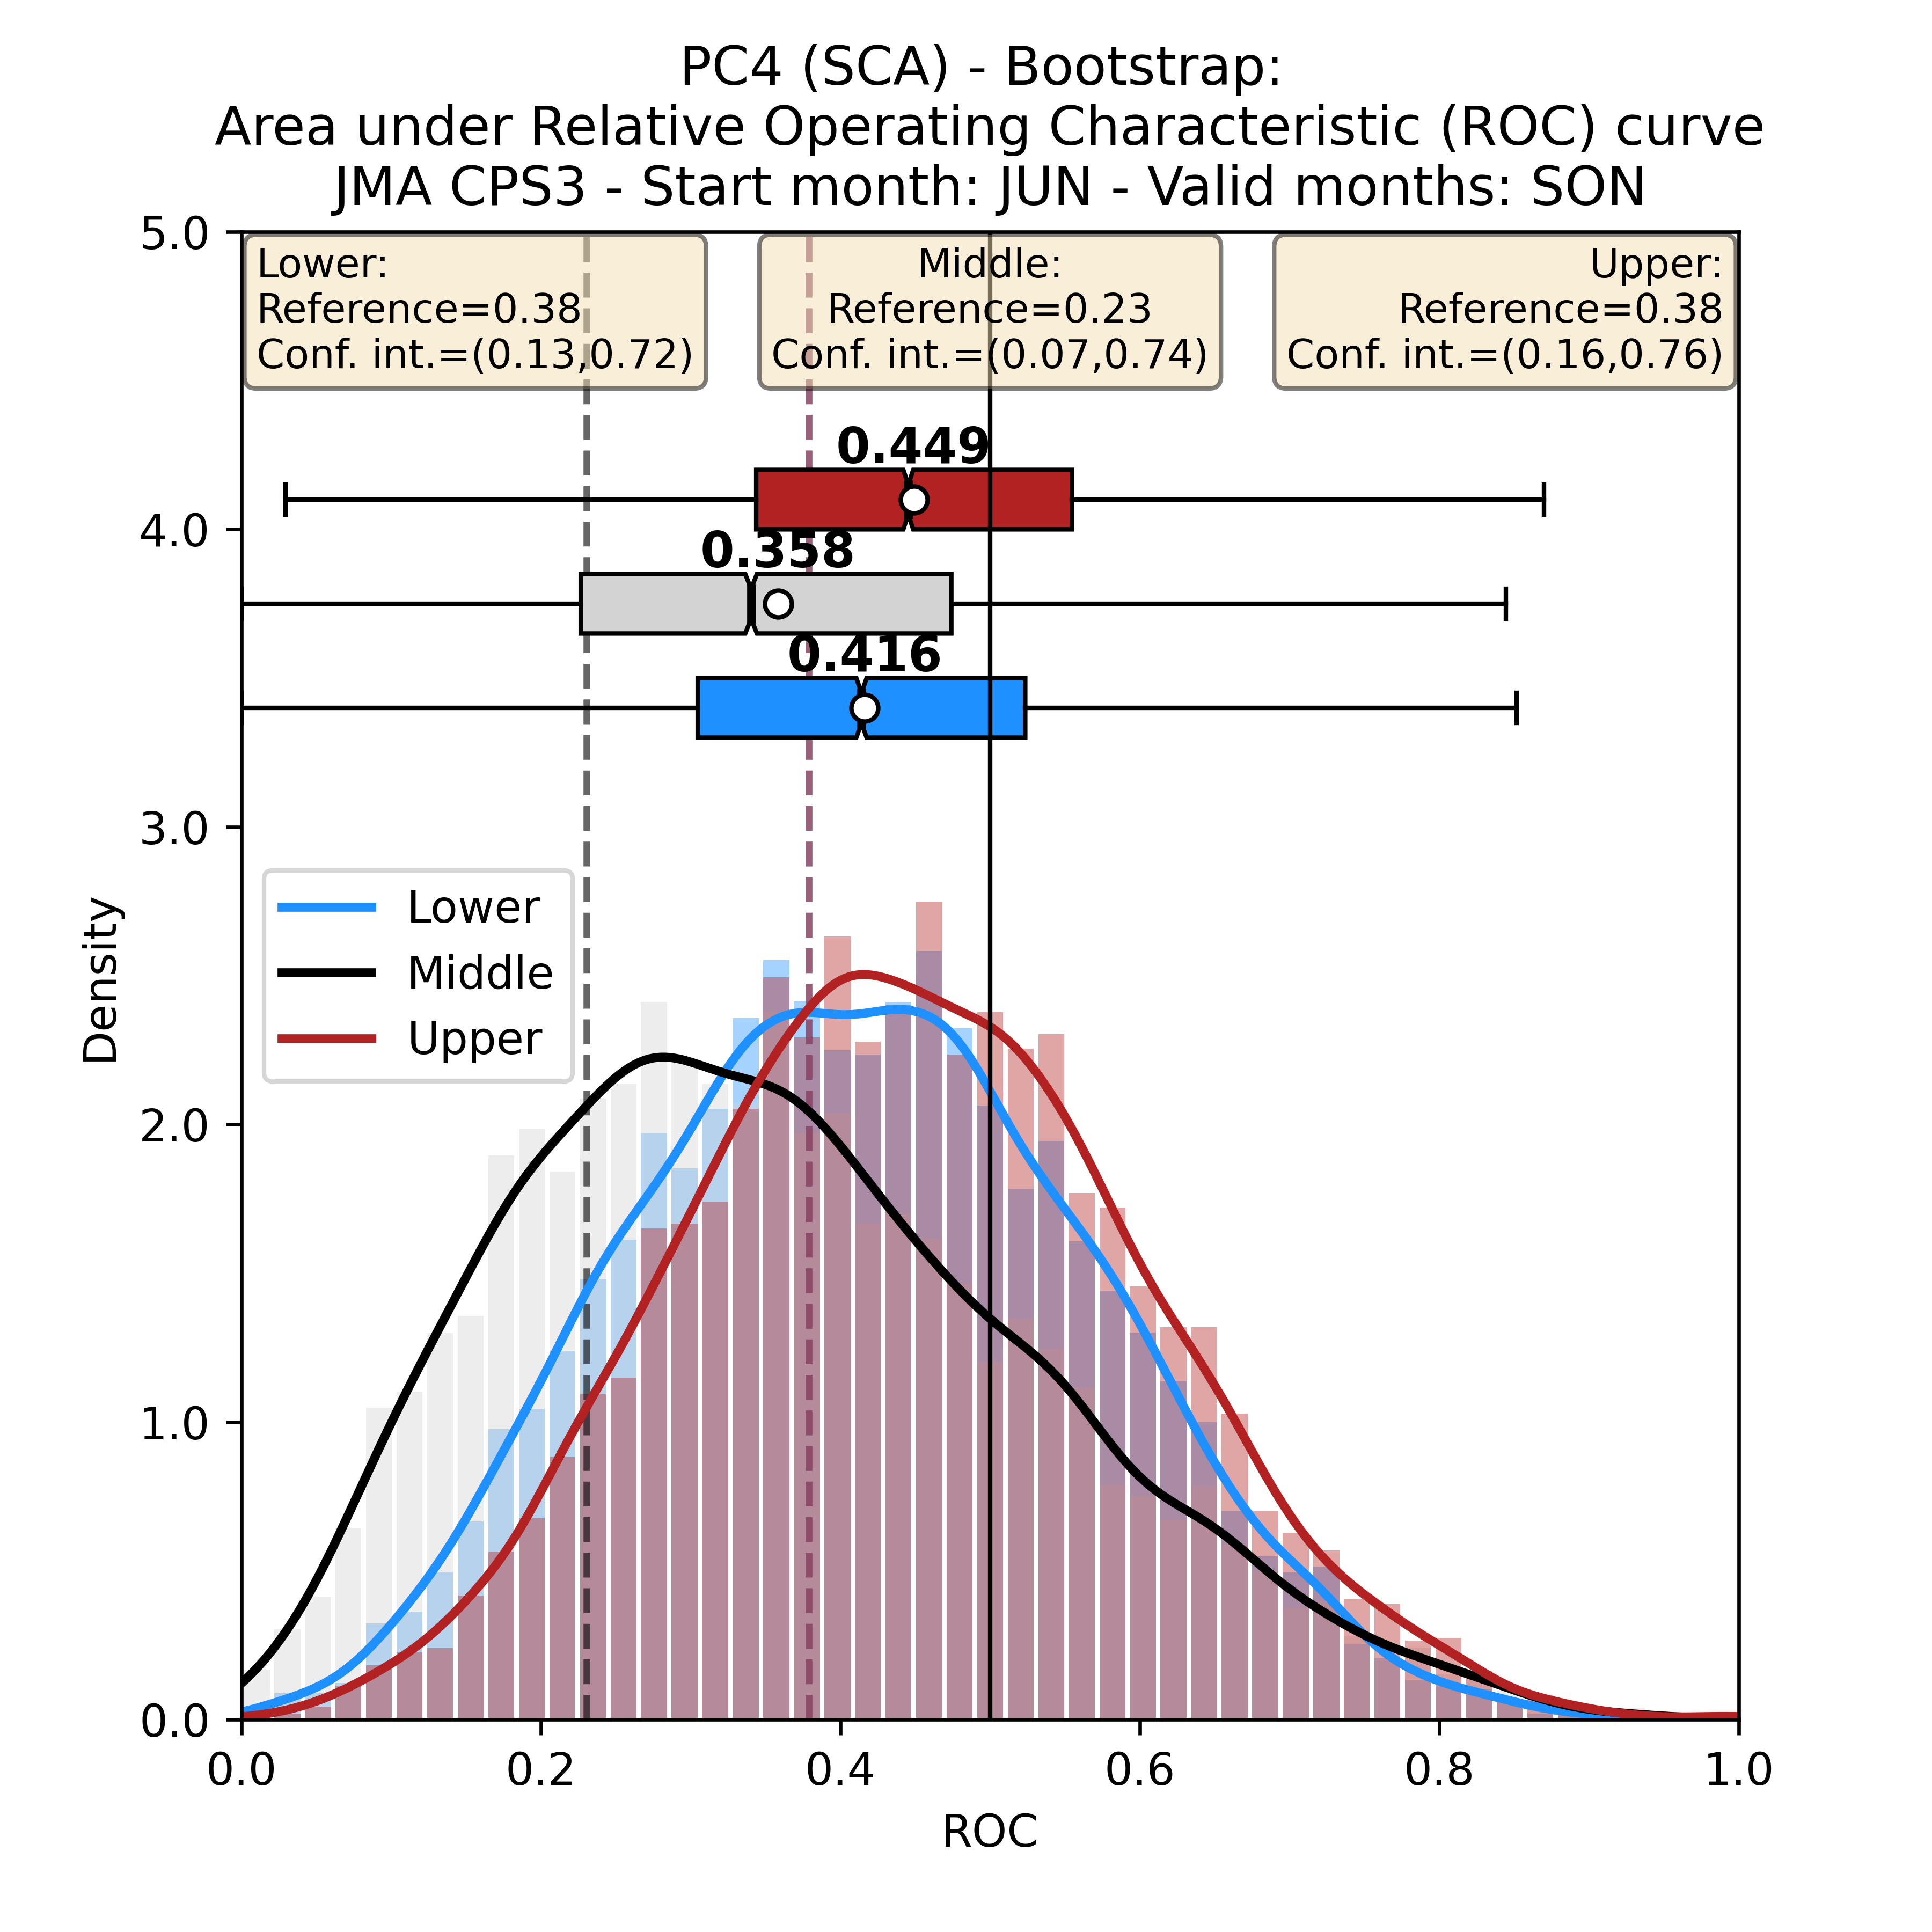 PC4 (SCA) - Bootstrap:
Area under Relative Operating Characteristic (ROC) curve
JMA CPS3 - Start month: JUN - Valid months: SON
5.0
4.0
3.0
2.0
1.0
0.0
Density
Lower:
Reference=0.38
Conf. int.=(0.13,0.72)
Middle:
Reference=0.23
Conf. int.=(0.07,0.74)
Upper:
Reference=0.38
Conf. int.=(0.16,0.76)
0.449
0.358
0.416
Lower
Middle
Upper
0.0 0.2 0.4 0.6 0.8 1.0
ROC